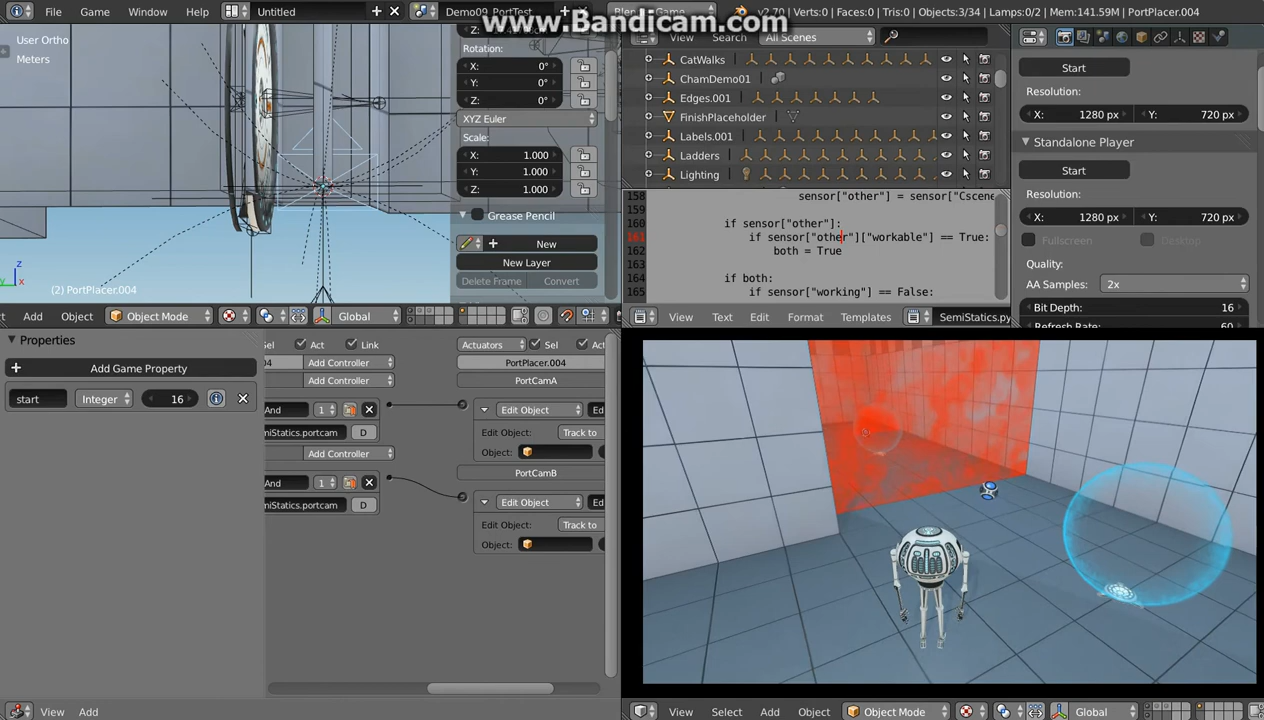 www.Bandicam.com
File Game Window Help Untitled Demo09_PortTest v2.70 | Verts:0 | Faces:0 | Tris:0 | Objects:3/34 | Lamps:0/2 | Mem:141.59M | PortPlacer.004
User Ortho
Meters
(2) PortPlacer.004
Add Object Object Mode Global
Rotation:
X: 0°
Y: 0°
Z: 0°
XYZ Euler
Scale:
X: 1.000
Y: 1.000
Z: 1.000
Grease Pencil
New
New Layer
Delete Frame Convert
View Search All Scenes
CatWalks
ChamDemo01
Edges.001
FinishPlaceholder
Labels.001
Ladders
Lighting
158 sensor["other"] = sensor["Cscene
159
160 if sensor["other"]:
161 if sensor["other"]["workable"] == True:
162 both = True
163
164 if both:
165 if sensor["working"] == False:
View Text Edit Format Templates SemiStatics.py
Start
Resolution:
X: 1280 px Y: 720 px
Standalone Player
Start
Resolution:
X: 1280 px Y: 720 px
Fullscreen Desktop
Quality:
AA Samples: 2x
Bit Depth: 16
Refresh Rate: 60
Properties
Add Game Property
start Integer 16
Sel Act Link
04 Add Controller
Add Controller
And 1
miStatics.portcam D
Add Controller
And 1
miStatics.portcam D
Actuators Sel Act
PortPlacer.004
PortCamA
Edit Object
Edit Object: Track to
Object:
PortCamB
Edit Object
Edit Object: Track to
Object:
View Add
View Select Add Object Object Mode Global